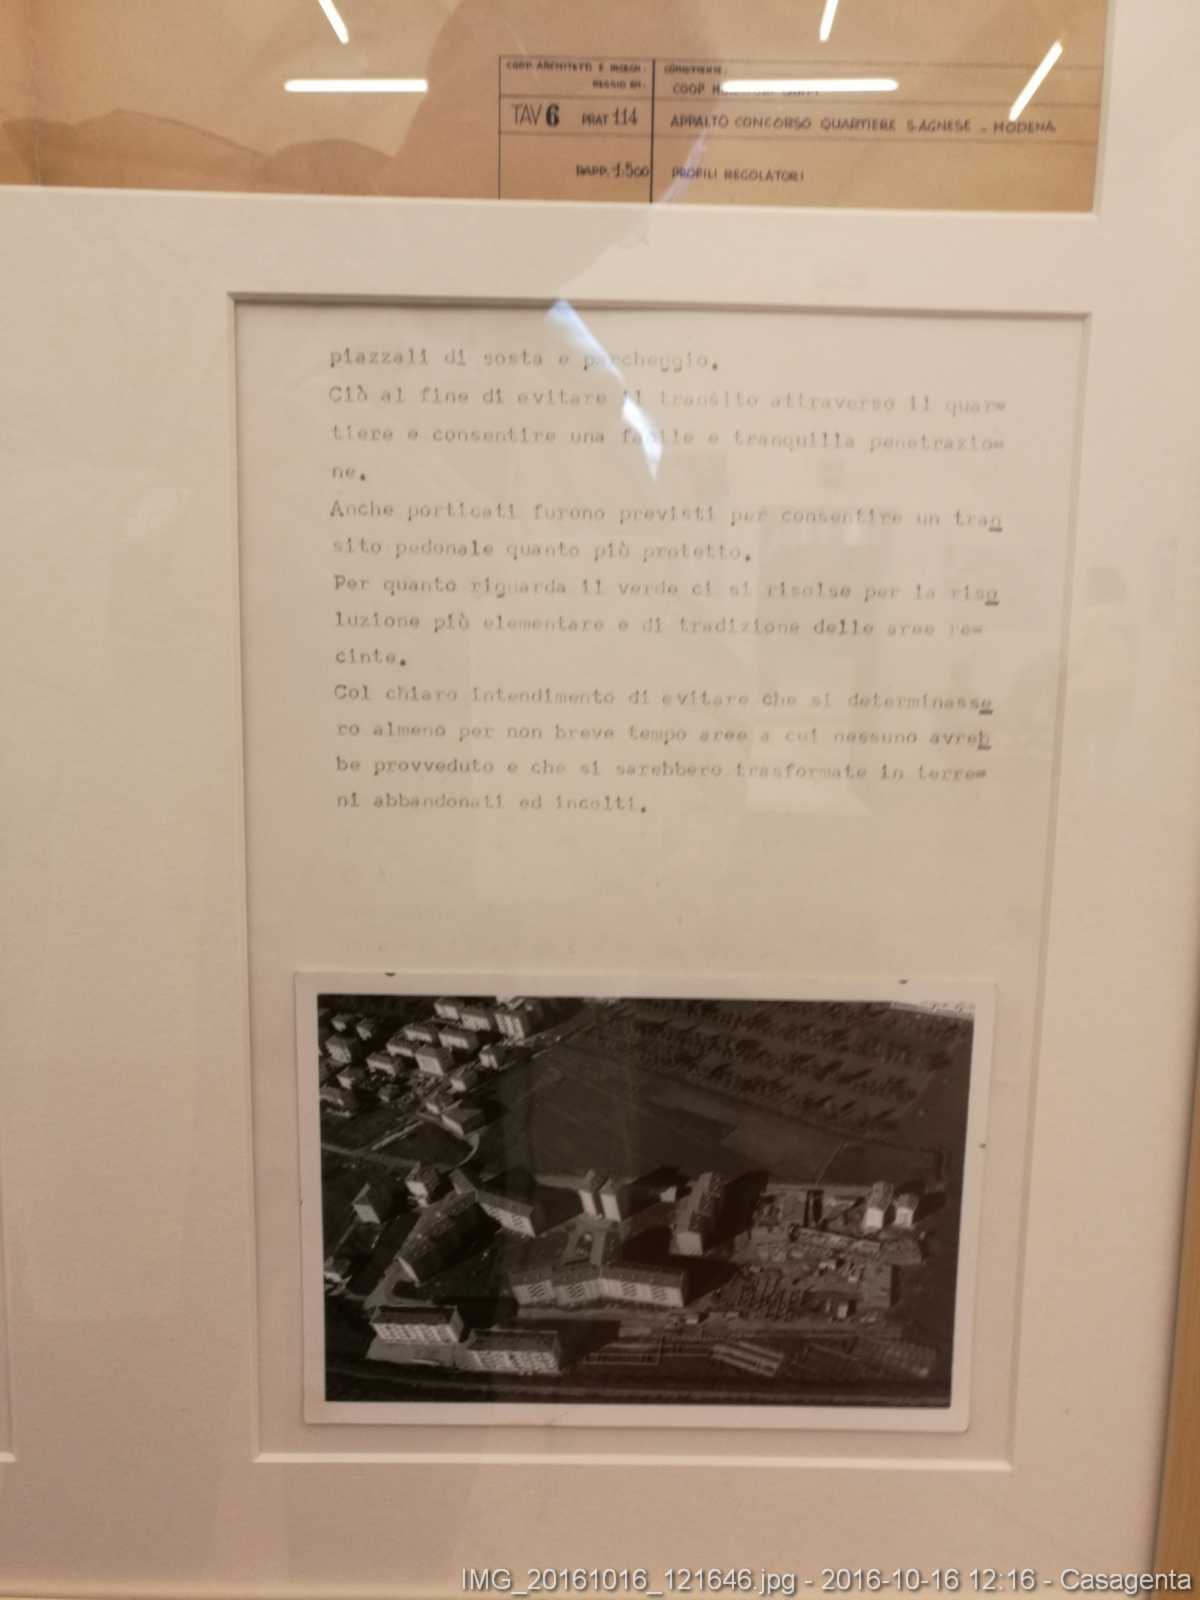 COOP. ARCHITETTI E INGEGN.
REGGIO EM.
COMMITTENTE:
COOP
TAV 6 PRAT 114
APPALTO CONCORSO QUARTIERE S.AGNESE - MODENA
RAPP. 1:500
PROFILI REGOLATORI
piazzali di sosta e parcheggio.
Ciò al fine di evitare il transito attraverso il quar=
tiere e consentire una facile e tranquilla penetrazio=
ne.
Anche porticati furono previsti per consentire un tran
sito pedonale quanto più protetto.
Per quanto riguarda il verde ci si risolse per la riso
luzione più elementare e di tradizione delle aree re=
cinte.
Col chiaro intendimento di evitare che si determinasse
ro almeno per non breve tempo aree a cui nessuno avreb
be provveduto e che si sarebbero trasformate in terre=
ni abbandonati ed incolti.
IMG_20161016_121646.jpg - 2016-10-16 12:16 - Casagenta